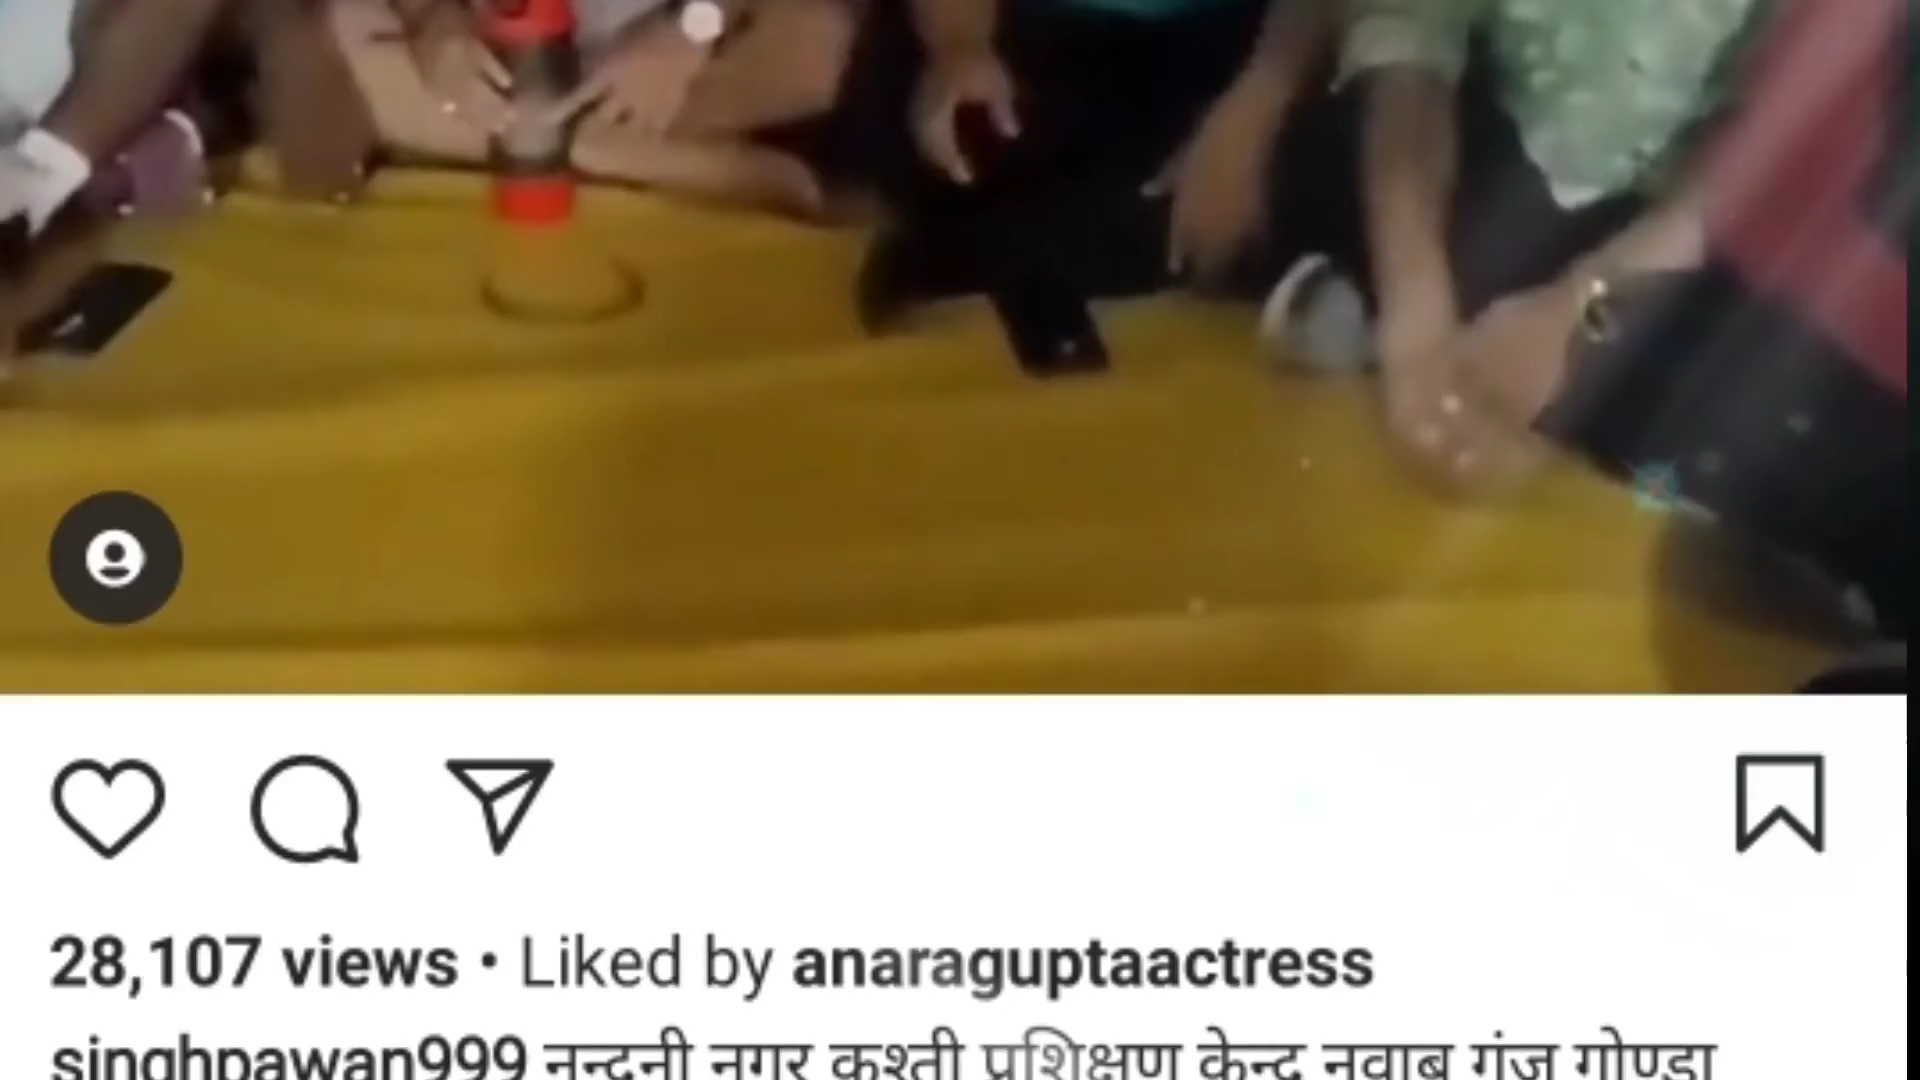 28,107 views • Liked by anaraguptaactress
singhpawan999 नन्दनी नगर कुश्ती प्रशिक्षण केन्द्र नवाब गंज गोण्डा